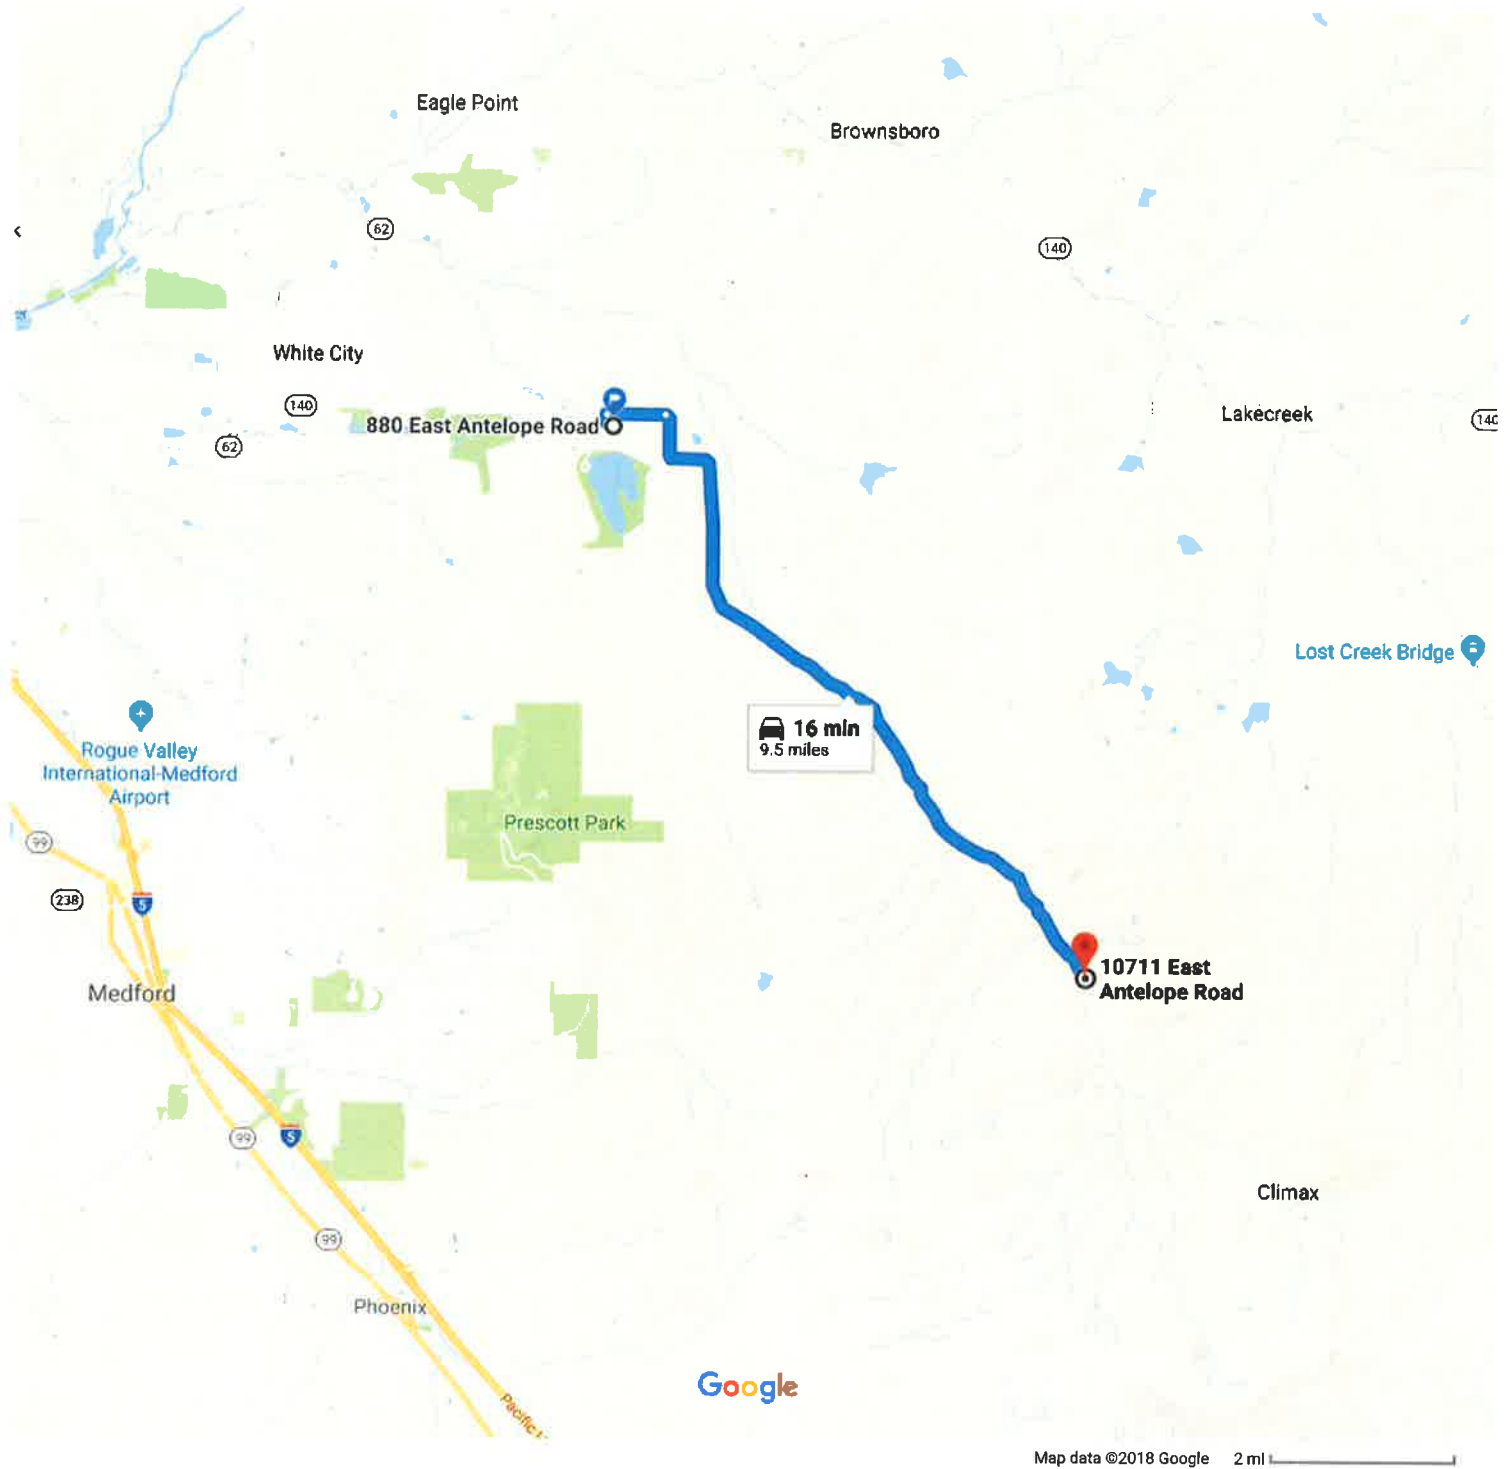 Eagle Point
Brownsboro
62
140
White City
140
880 East Antelope Road
62
Lakecreek
140
Lost Creek Bridge
16 min
9.5 miles
Rogue Valley
International-Medford
Airport
Prescott Park
99
238
5
10711 East
Antelope Road
Medford
99
5
Climax
99
Phoenix
Google
Pacific
Map data ©2018 Google 2 mi